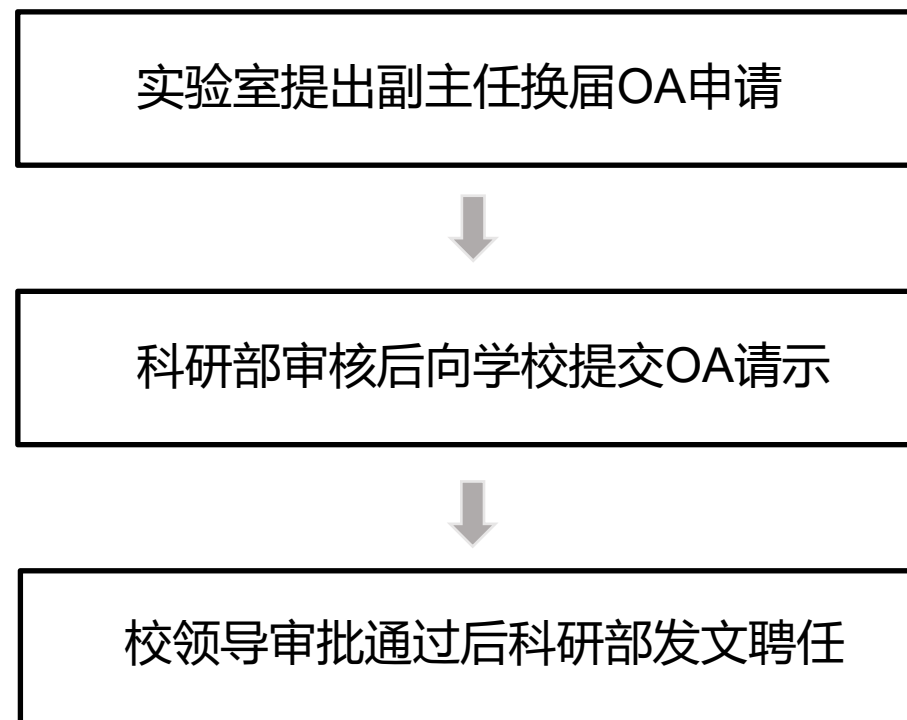 实验室提出副主任换届OA申请
科研部审核后向学校提交OA请示
校领导审批通过后科研部发文聘任